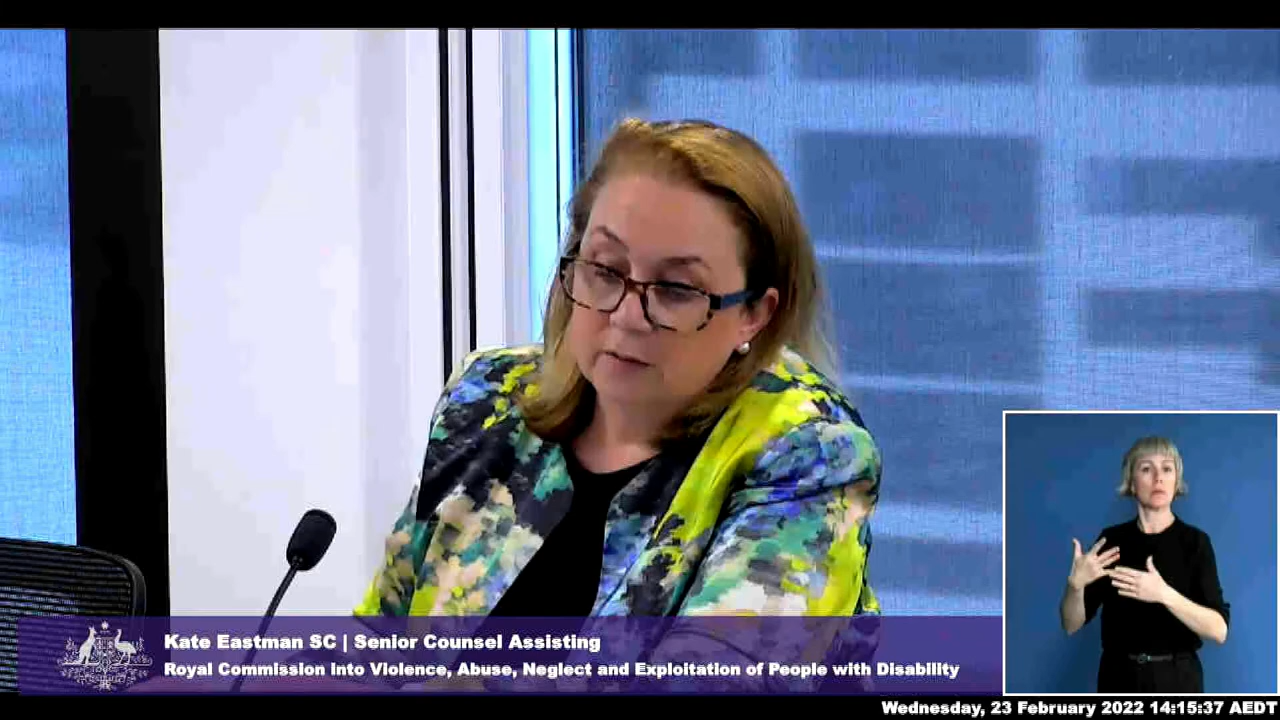 Kate Eastman SC | Senior Counsel Assisting
Royal Commission into Violence, Abuse, Neglect and Exploitation of People with Disability
Wednesday, 23 February 2022 14:15:37 AEDT